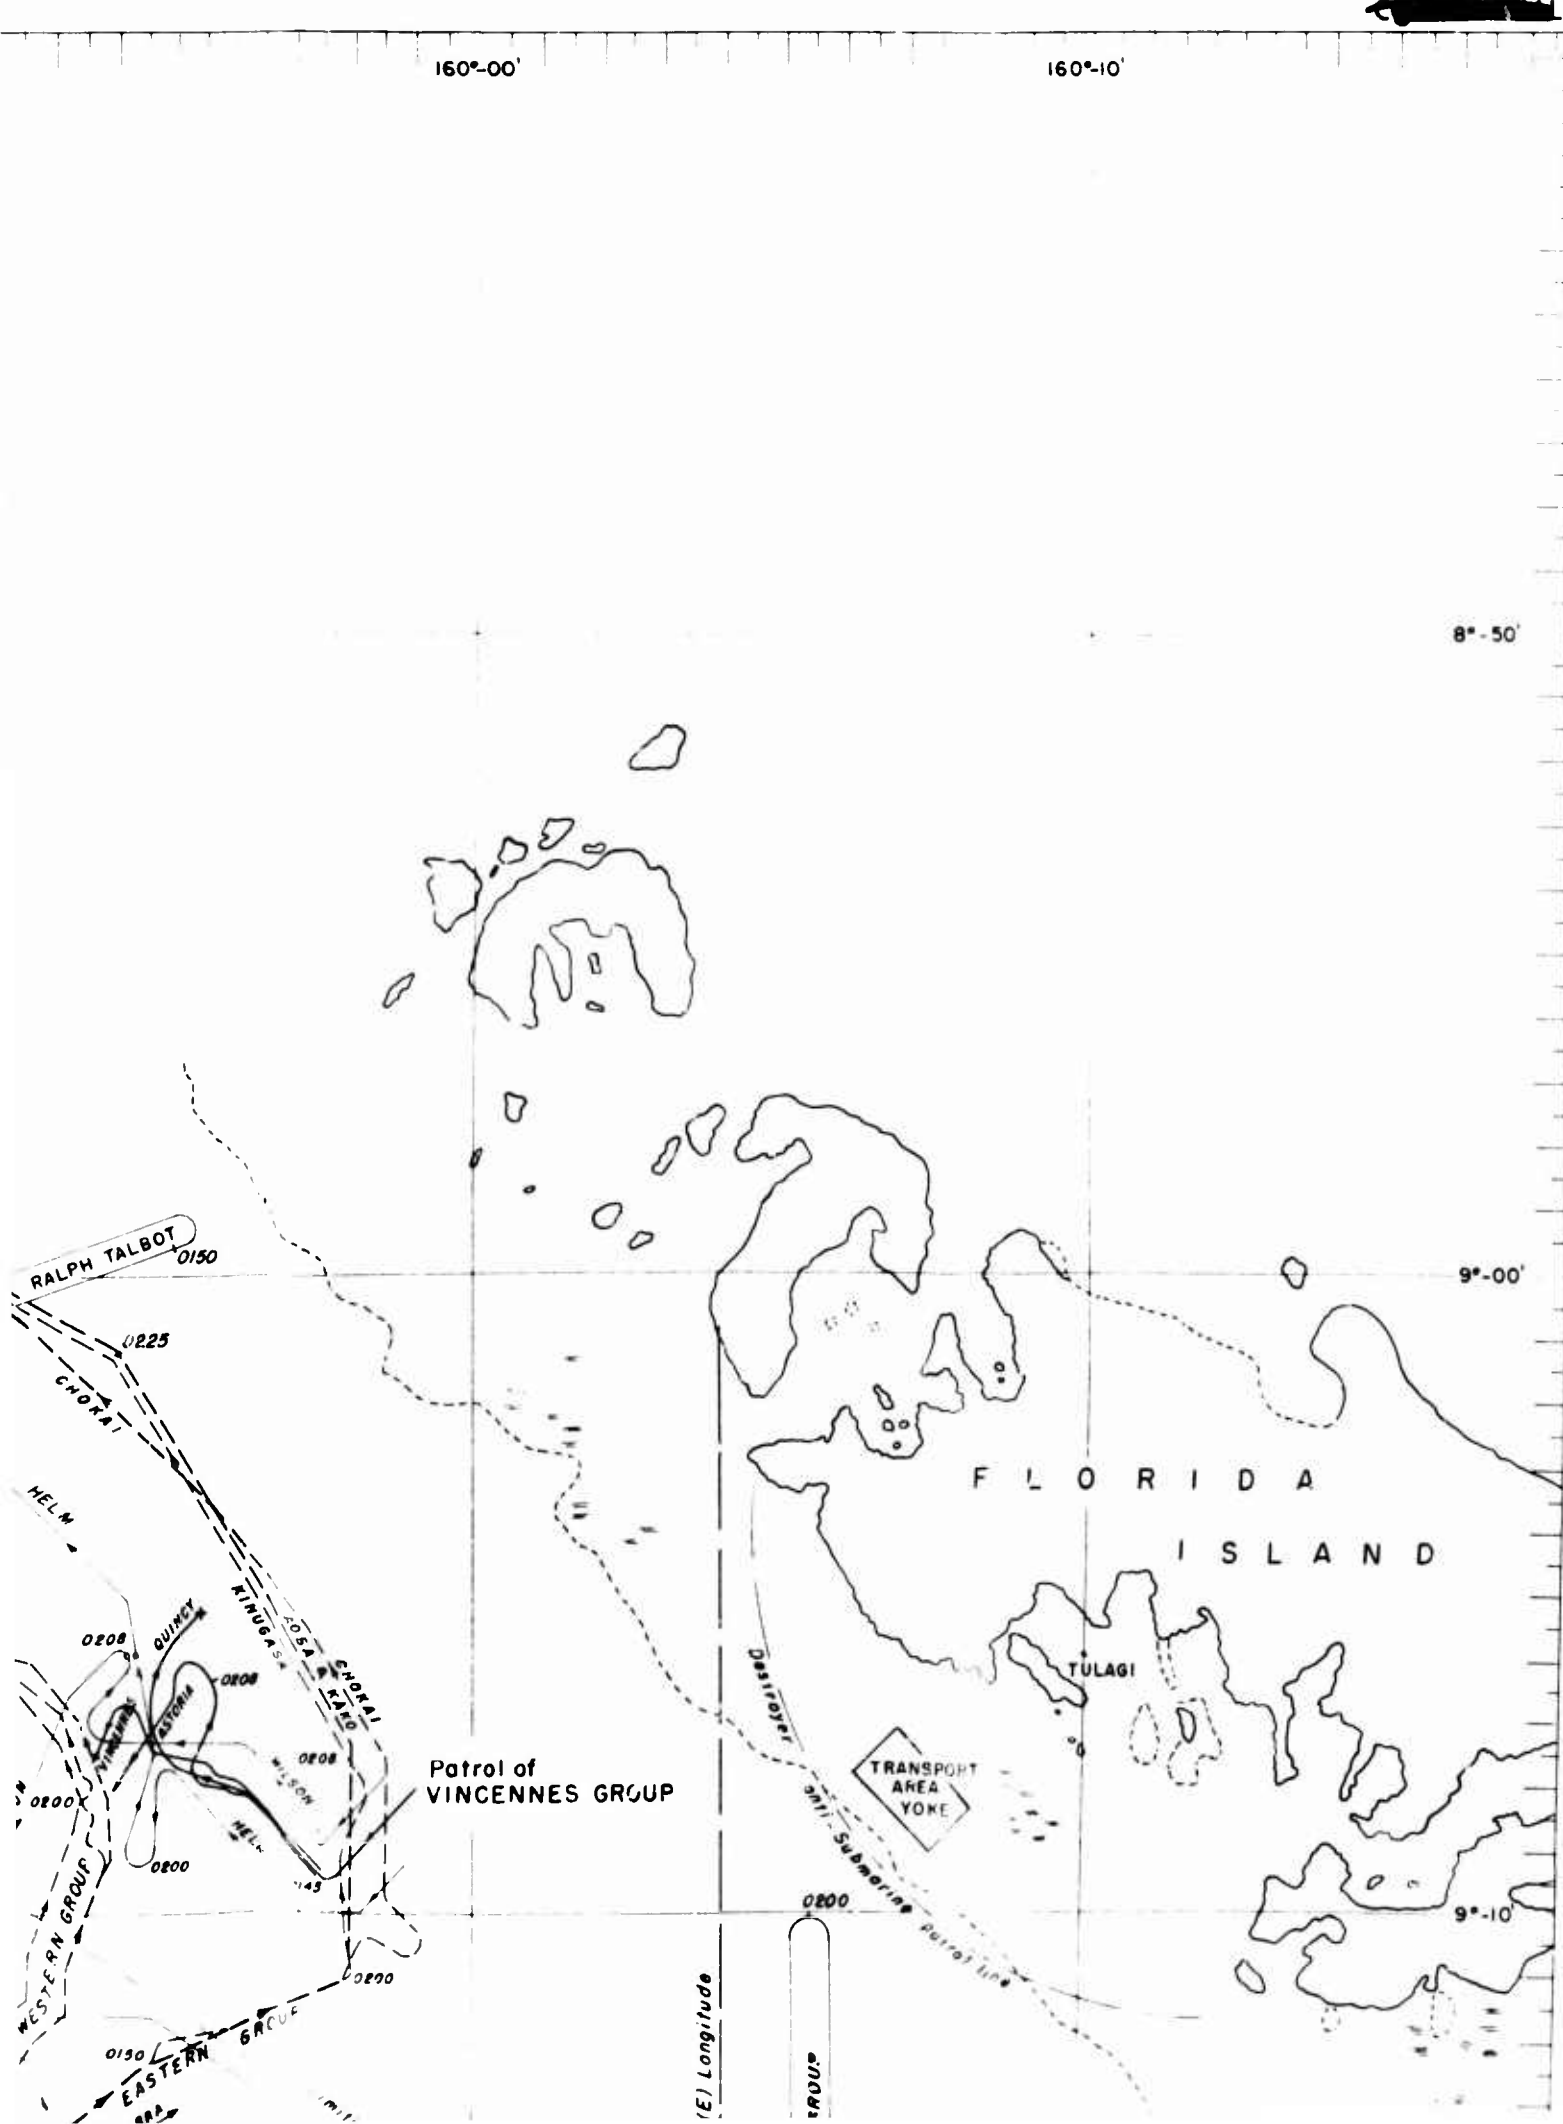 160°-00'
160°-10'
8°-50'
RALPH TALBOT
0150
9°-00'
0225
CHOKAI
FLORIDA
HELM
ISLAND
KINUGASA
AOBA & KAKO
CHOKAI
QUINCY
0208
0208
VINCENNES
ASTORIA
TULAGI
Destroyer
0208
WILSON
Patrol of
VINCENNES GROUP
TRANSPORT
AREA
YOKE
0200
HELM
anti-Submarine Patrol line
0200
0200
9°-10'
WESTERN GROUP
0200
EASTERN GROUP
0150
(E) Longitude